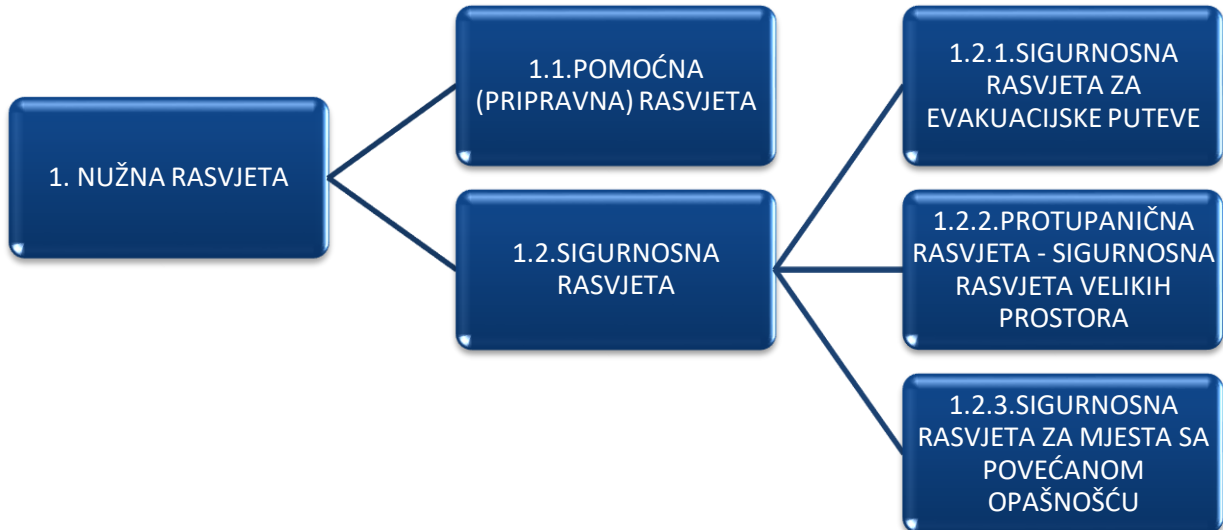 1. NUŽNA RASVJETA
1.1.POMOĆNA
(PRIPRAVNA) RASVJETA
1.2.SIGURNOSNA
RASVJETA
1.2.1.SIGURNOSNA
RASVJETA ZA
EVAKUACIJSKE PUTEVE
1.2.2.PROTUPANIČNA
RASVJETA - SIGURNOSNA
RASVJETA VELIKIH
PROSTORA
1.2.3.SIGURNOSNA
RASVJETA ZA MJESTA SA
POVEĆANOM
OPAŠNOŠĆU